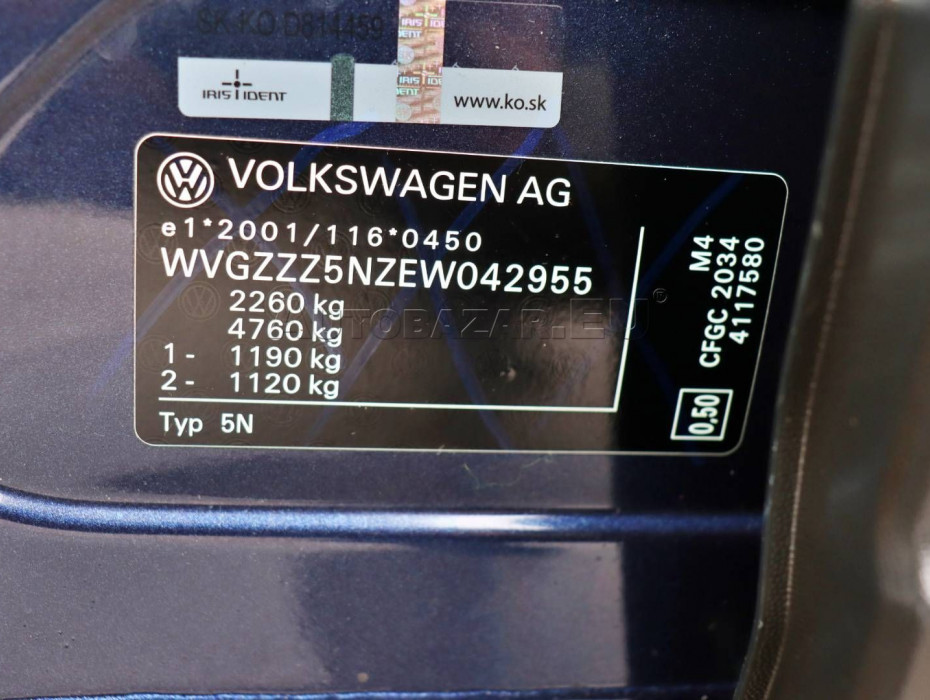 SK-KO D814459
IRIS IDENT
IRIS IDENT
www.ko.sk
VOLKSWAGEN AG
e1*2001/116*0450
WVGZZZ5NZEW042955
2260 kg
4760 kg
1- 1190 kg
2- 1120 kg
Typ 5N
M4
CFGC 2034
4117580
0,50
AUTOBAZAR.EU